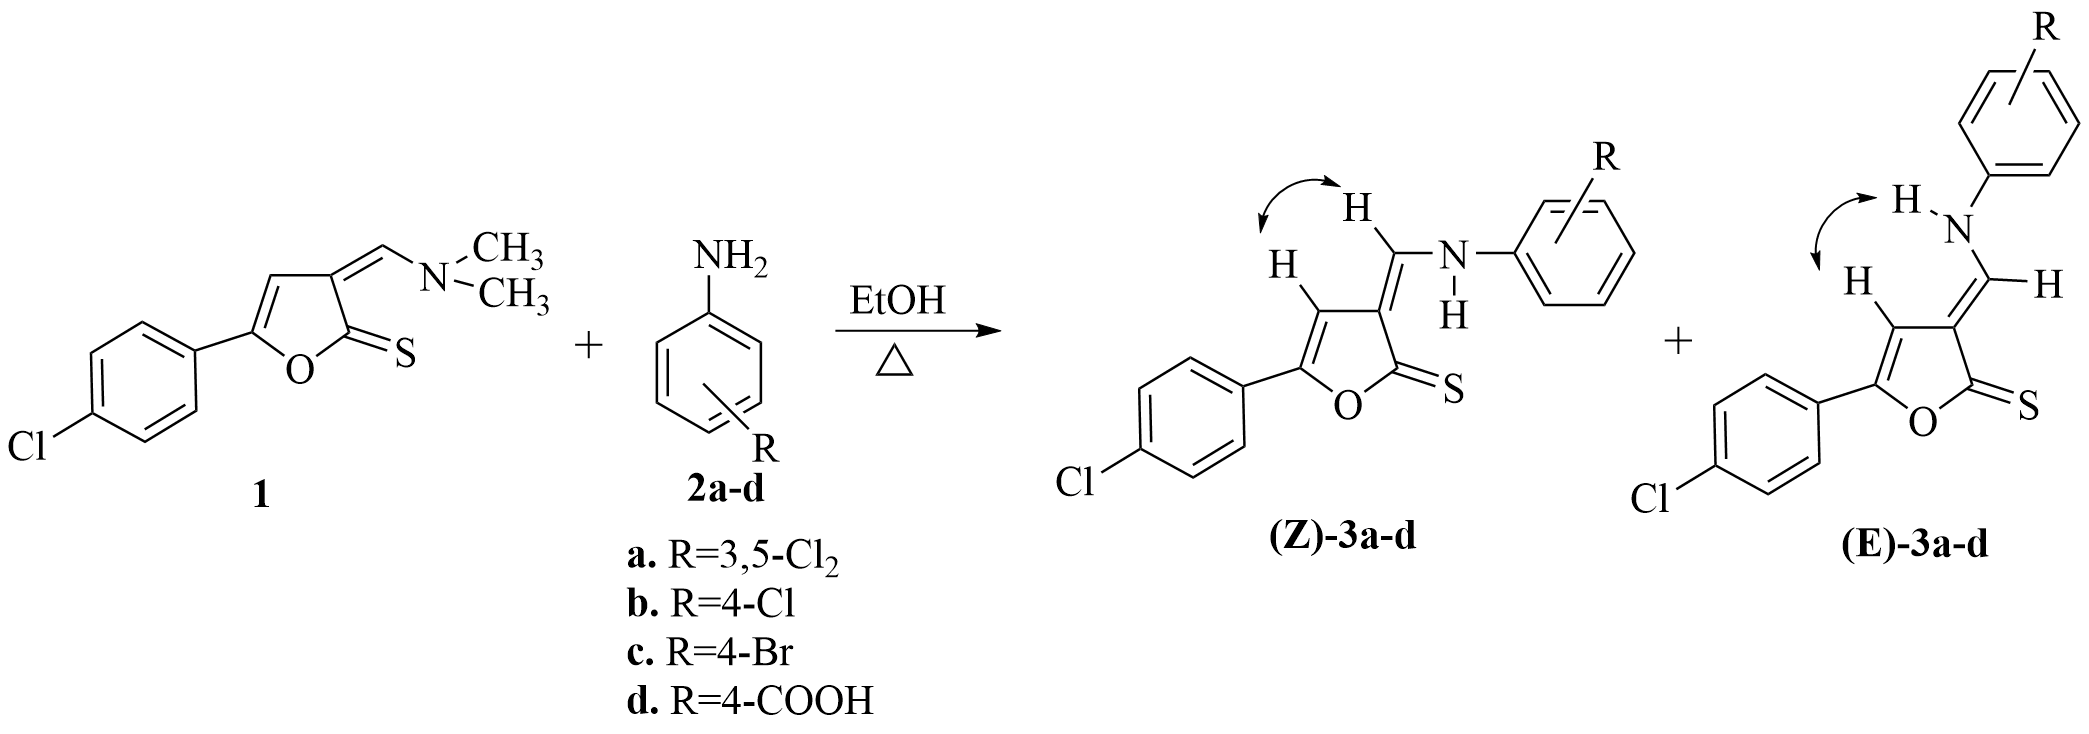 N
CH3
CH3
O
S
Cl
1
+
NH2
R
2a-d
a. R=3,5-Cl2
b. R=4-Cl
c. R=4-Br
d. R=4-COOH
EtOH
△
R
H
N
H
H
O
S
Cl
(Z)-3a-d
+
R
H
N
H
H
O
S
Cl
(E)-3a-d